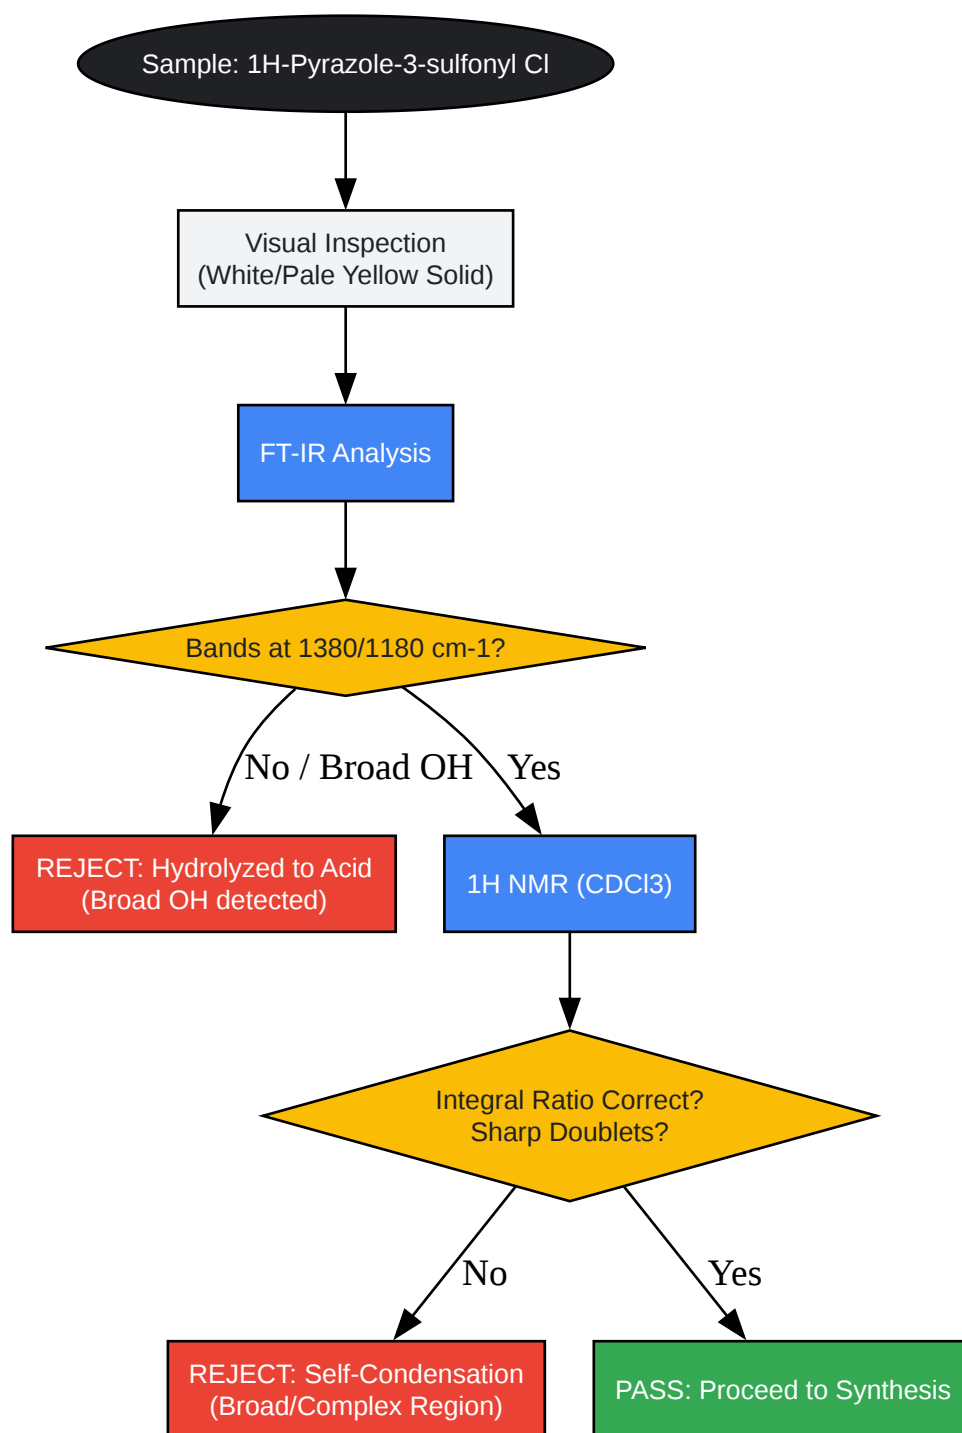 Sample: 1H-Pyrazole-3-sulfonyl Cl
Visual Inspection
(White/Pale Yellow Solid)
FT-IR Analysis
Bands at 1380/1180 cm-1?
No / Broad OH
Yes
REJECT: Hydrolyzed to Acid
(Broad OH detected)
1H NMR (CDCl3)
Integral Ratio Correct?
Sharp Doublets?
No
Yes
REJECT: Self-Condensation
(Broad/Complex Region)
PASS: Proceed to Synthesis